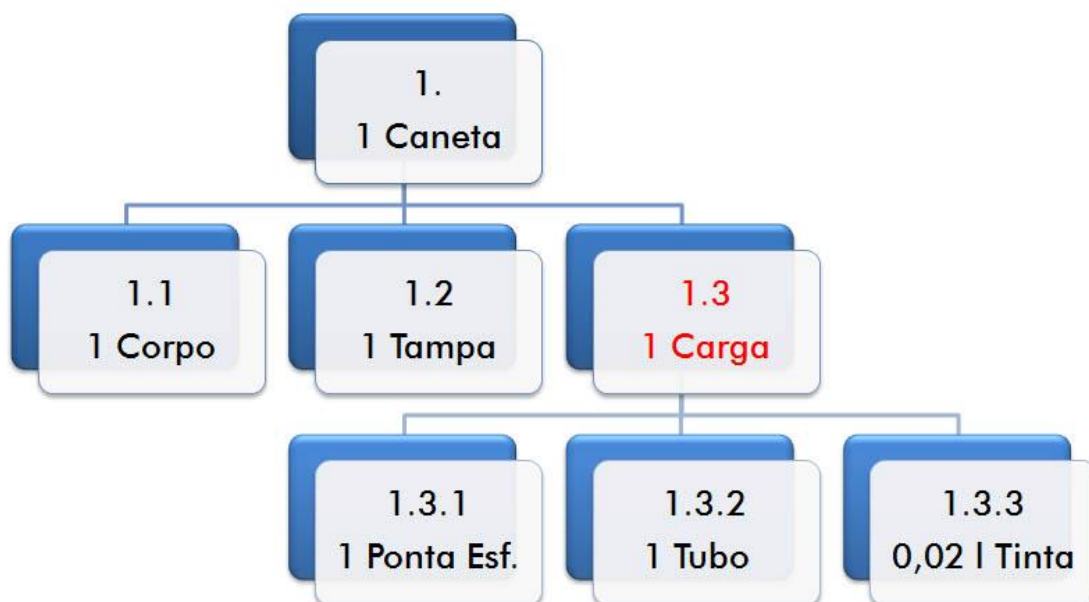 1.
1 Caneta
1.1
1 Corpo
1.2
1 Tampa
1.3
1 Carga
1.3.1
1 Ponta Esf.
1.3.2
1 Tubo
1.3.3
0,02 l Tinta